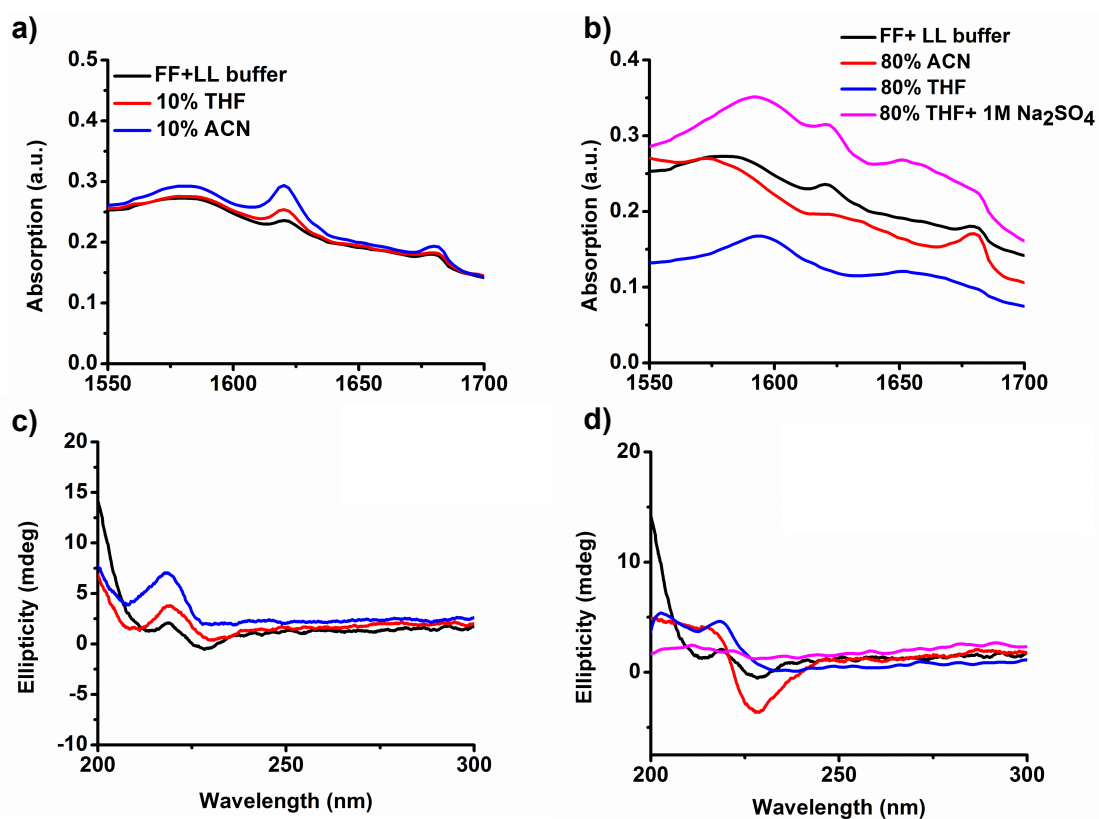 a)
0.5
0.4
0.3
0.2
0.1
0.0
Absorption (a.u.)
FF+LL buffer
10% THF
10% ACN
1550
1600
1650
1700
b)
0.4
0.3
0.2
0.1
0.0
Absorption (a.u.)
FF+ LL buffer
80% ACN
80% THF
80% THF+ 1M Na₂SO₄
1550
1600
1650
1700
c)
20
15
10
5
0
-5
-10
Ellipticity (mdeg)
200
250
300
Wavelength (nm)
d)
20
10
0
Ellipticity (mdeg)
200
250
300
Wavelength (nm)